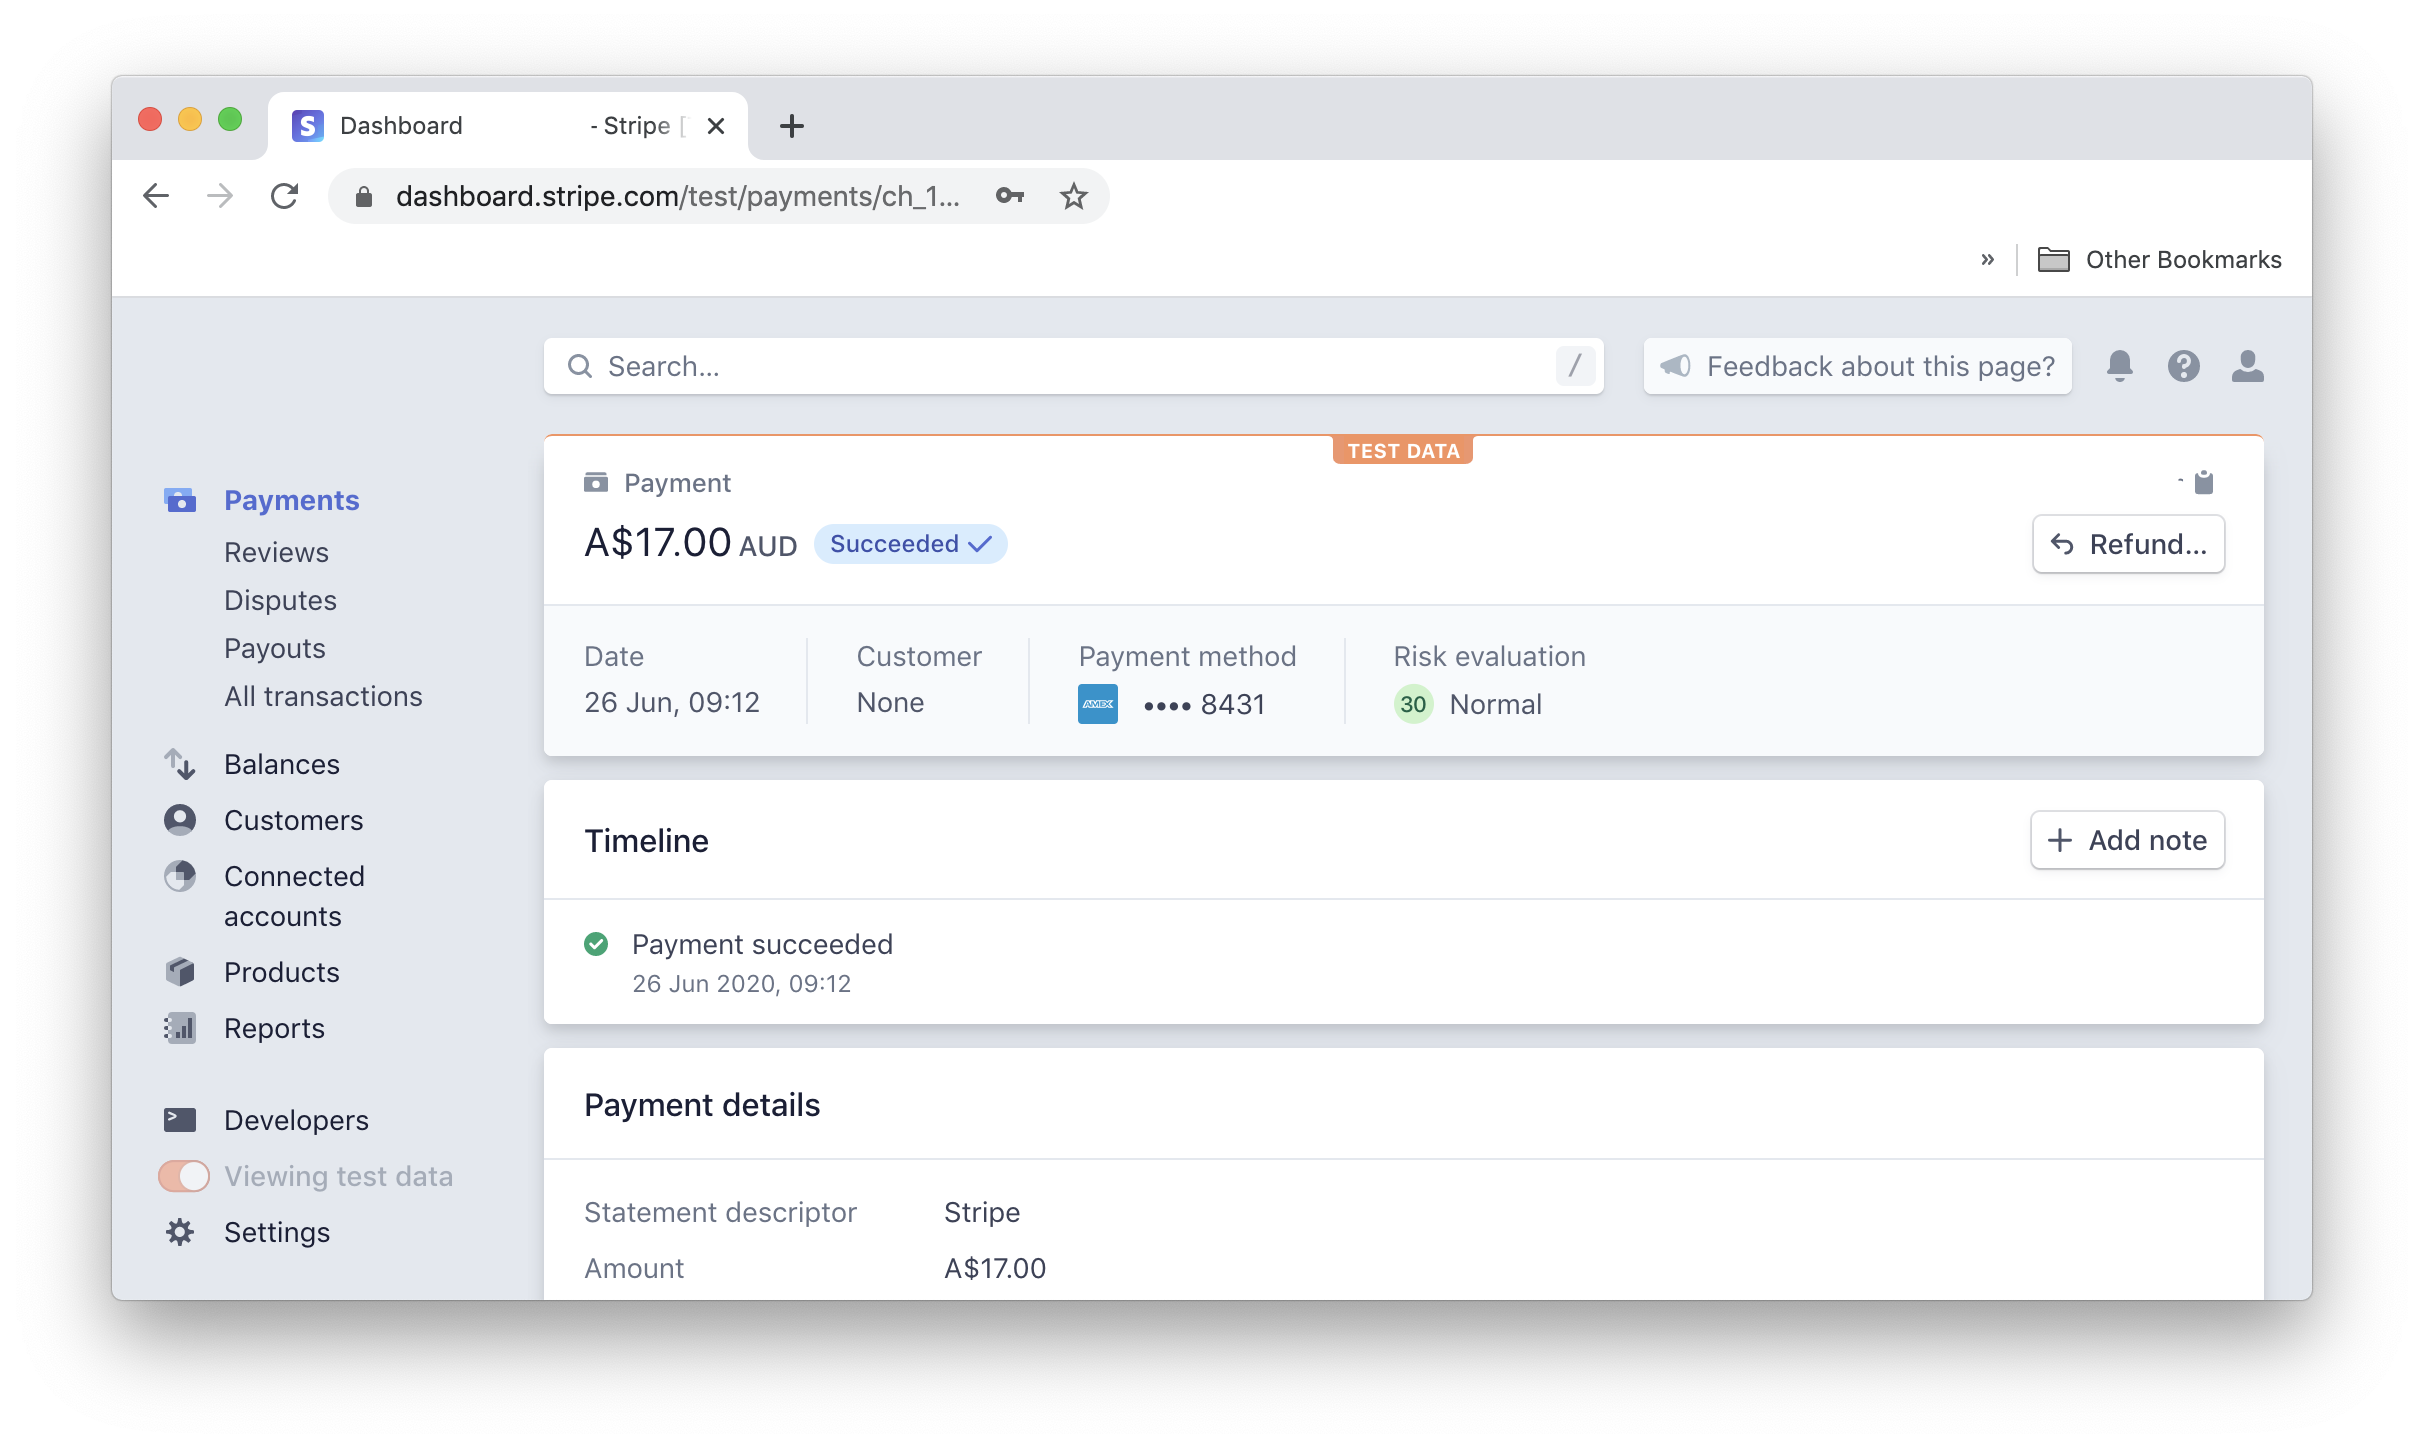 Dashboard - Stripe [
dashboard.stripe.com/test/payments/ch_1...
» Other Bookmarks
Search... /
Feedback about this page?
Payments
Reviews
Disputes
Payouts
All transactions
Balances
Customers
Connected
accounts
Products
Reports
Developers
Viewing test data
Settings
TEST DATA
Payment
A$17.00 AUD Succeeded
Refund...
Date Customer Payment method Risk evaluation
26 Jun, 09:12 None AMEX •••• 8431 30 Normal
Timeline
Add note
Payment succeeded
26 Jun 2020, 09:12
Payment details
Statement descriptor Stripe
Amount A$17.00